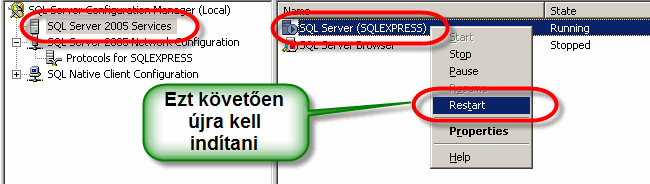 SQL Server Configuration Manager (Local)
SQL Server 2005 Services
SQL Server 2005 Network Configuration
Protocols for SQLEXPRESS
SQL Native Client Configuration
Name
State
SQL Server (SQLEXPRESS)
Running
SQL Server Browser
Stopped
Start
Stop
Pause
Resume
Restart
Properties
Help
Ezt követően
újra kell
indítani